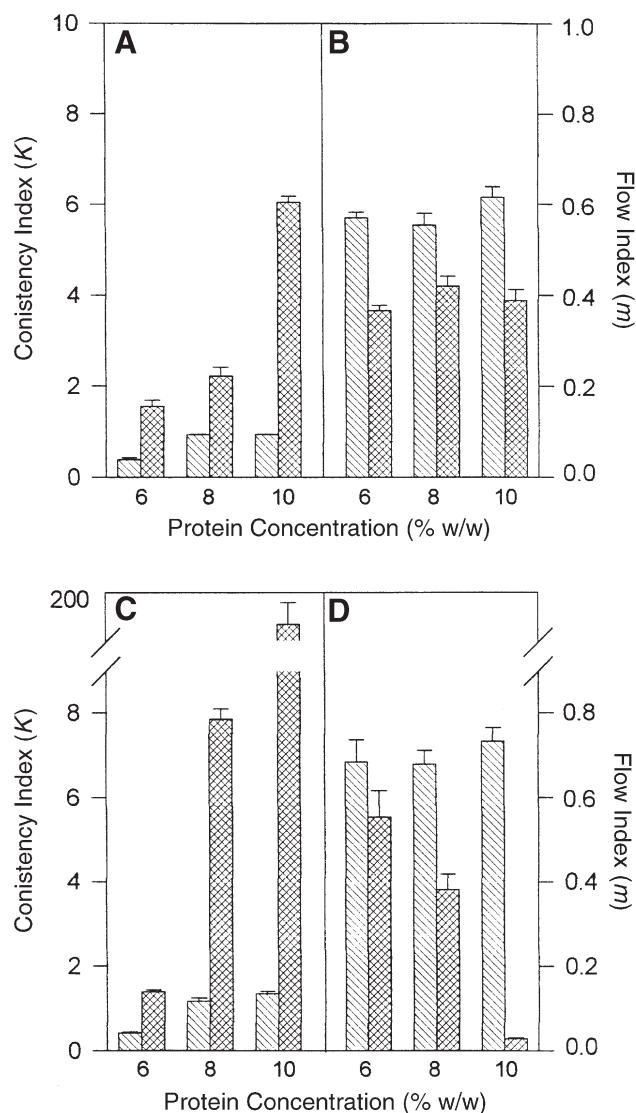 A
B
10
8
6
4
2
0
Conistency Index (K)
1.0
0.8
0.6
0.4
0.2
0.0
Flow Index (m)
6 8 10 6 8 10
Protein Concentration (% w/w)
C
D
200
8
6
4
2
0
Conistency Index (K)
0.8
0.6
0.4
0.2
0.0
Flow Index (m)
6 8 10 6 8 10
Protein Concentration (% w/w)